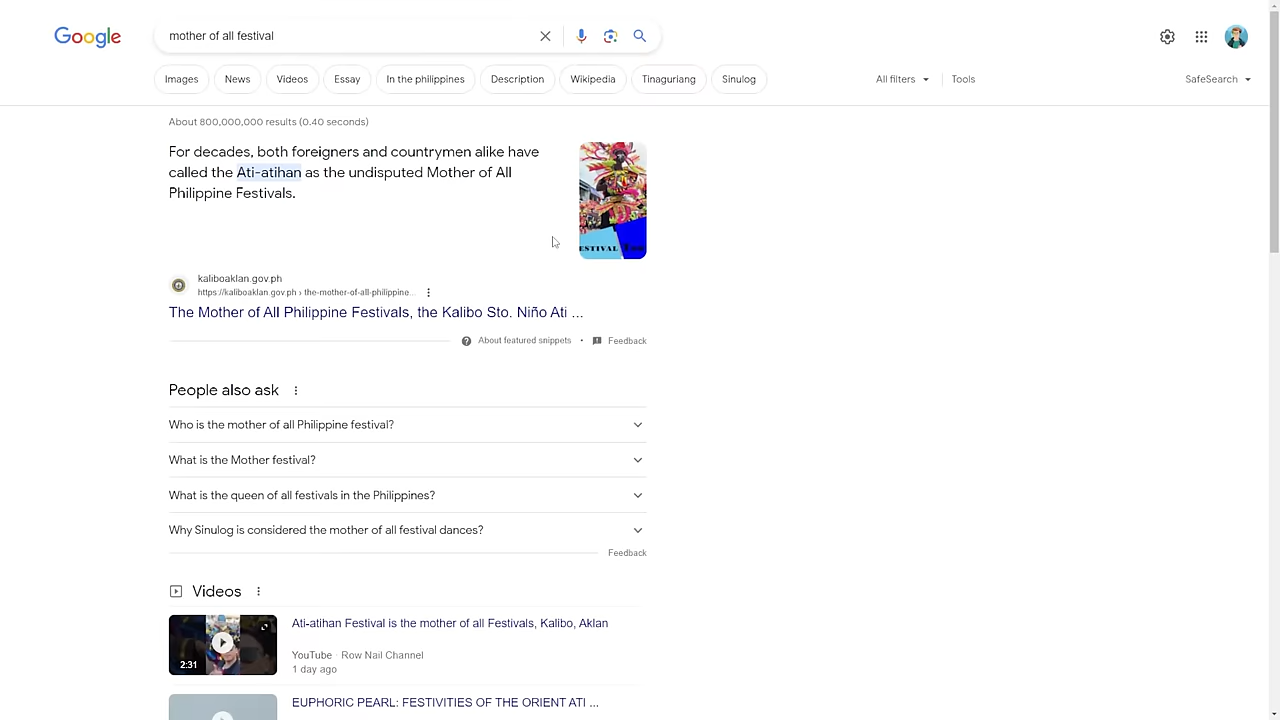 Google
mother of all festival
Images
News
Videos
Essay
In the philippines
Description
Wikipedia
Tinaguriang
Sinulog
All filters
Tools
SafeSearch
About 800,000,000 results (0.40 seconds)
For decades, both foreigners and countrymen alike have
called the Ati-atihan as the undisputed Mother of All
Philippine Festivals.
kaliboaklan.gov.ph
https://kaliboaklan.gov.ph › the-mother-of-all-philippine...
The Mother of All Philippine Festivals, the Kalibo Sto. Niño Ati ...
About featured snippets
•
Feedback
People also ask
Who is the mother of all Philippine festival?
What is the Mother festival?
What is the queen of all festivals in the Philippines?
Why Sinulog is considered the mother of all festival dances?
Feedback
Videos
2:31
Ati-atihan Festival is the mother of all Festivals, Kalibo, Aklan
YouTube · Row Nail Channel
1 day ago
EUPHORIC PEARL: FESTIVITIES OF THE ORIENT ATI ...